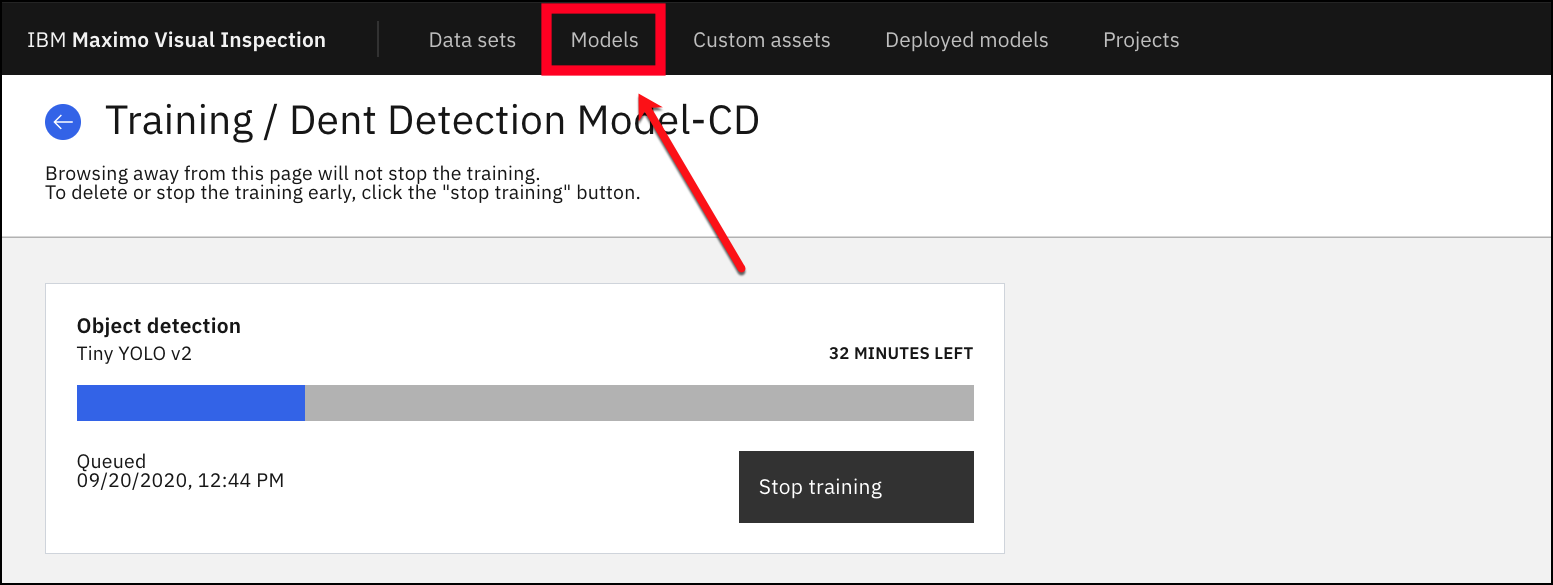 IBM Maximo Visual Inspection Data sets Models Custom assets Deployed models Projects
Training / Dent Detection Model-CD
Browsing away from this page will not stop the training.
To delete or stop the training early, click the "stop training" button.
Object detection
Tiny YOLO v2
32 MINUTES LEFT
Queued
09/20/2020, 12:44 PM
Stop training